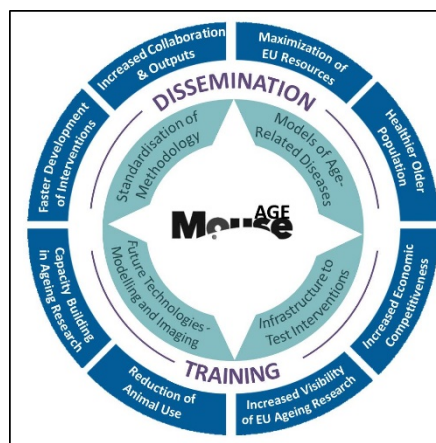 Increased Collaboration
& Outputs
Maximization of
EU Resources
Healthier Older
Population
Increased Economic
Competitiveness
Increased Visibility
of EU Ageing Research
Reduction of
Animal Use
Capacity Building
in Ageing Research
Faster Development
of Interventions
DISSEMINATION
TRAINING
Standardisation of
Methodology
Models of Age-
Related Diseases
Infrastructure to
Test Interventions
Future Technologies-
Modelling and Imaging
MouseAGE